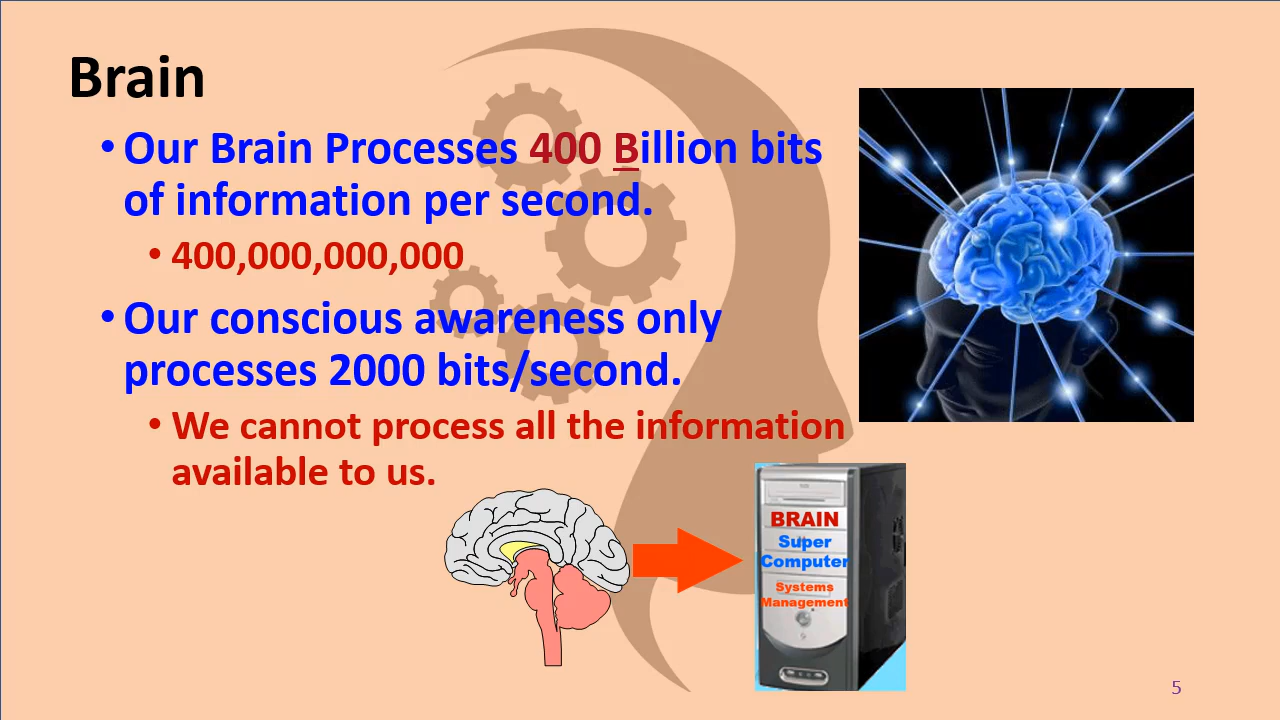 Brain
• Our Brain Processes 400 Billion bits
of information per second.
• 400,000,000,000
• Our conscious awareness only
processes 2000 bits/second.
• We cannot process all the information
available to us.
BRAIN
Super
Computer
Systems
Management
5